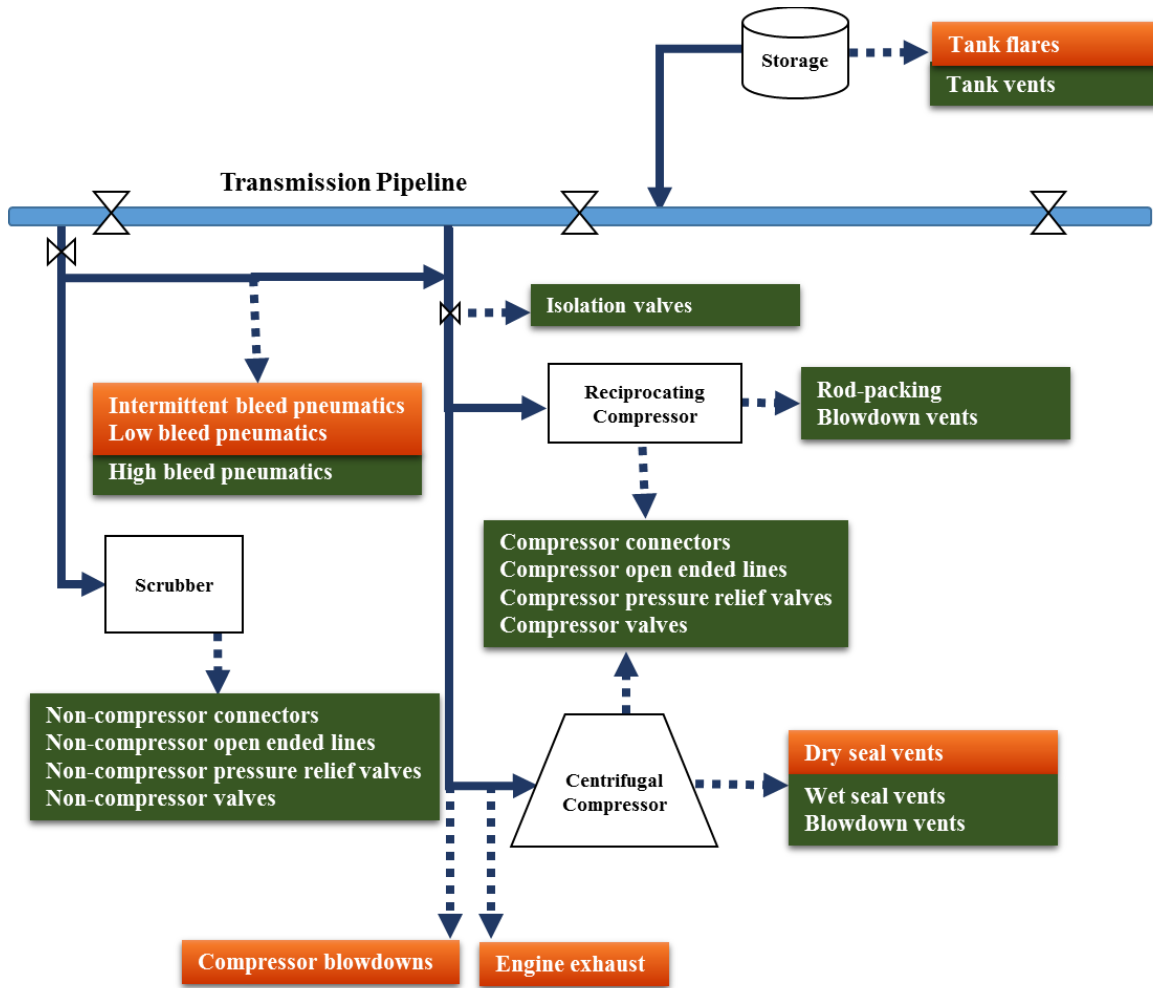 Storage
Tank flares
Tank vents
Transmission Pipeline
Isolation valves
Intermittent bleed pneumatics
Low bleed pneumatics
High bleed pneumatics
Reciprocating
Compressor
Rod-packing
Blowdown vents
Compressor connectors
Compressor open ended lines
Compressor pressure relief valves
Compressor valves
Scrubber
Non-compressor connectors
Non-compressor open ended lines
Non-compressor pressure relief valves
Non-compressor valves
Centrifugal
Compressor
Dry seal vents
Wet seal vents
Blowdown vents
Compressor blowdowns
Engine exhaust